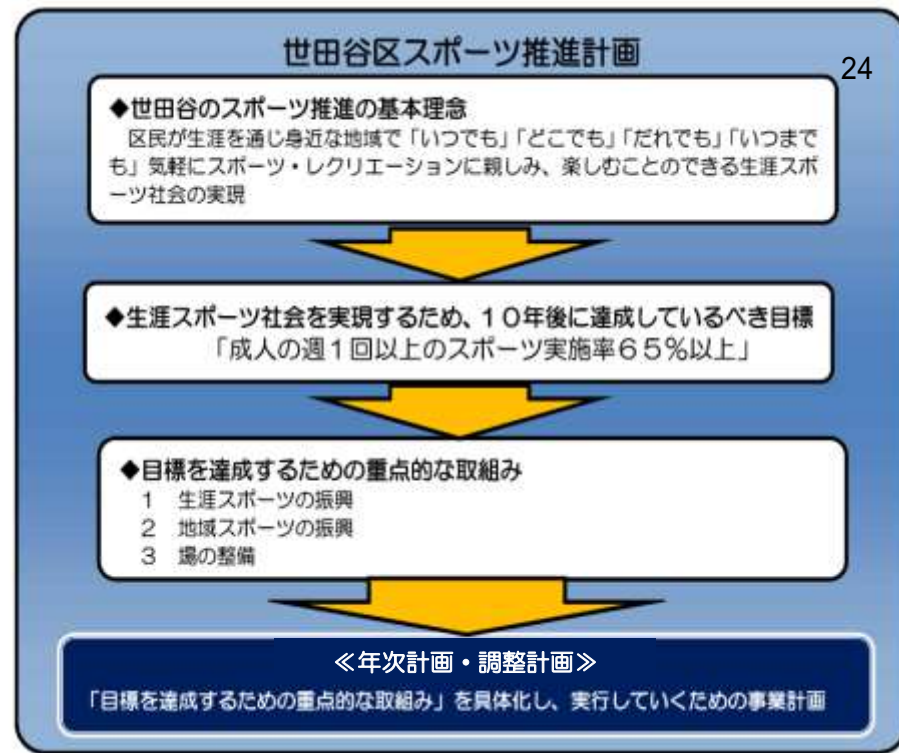 世田谷区スポーツ推進計画
24
◆世田谷のスポーツ推進の基本理念
区民が生涯を通じ身近な地域で「いつでも」「どこでも」「だれでも」「いつまで
も」気軽にスポーツ・レクリエーションに親しみ、楽しむことのできる生涯スポ
ーツ社会の実現
◆生涯スポーツ社会を実現するため、１０年後に達成しているべき目標
「成人の週１回以上のスポーツ実施率６５％以上」
◆目標を達成するための重点的な取組み
１　生涯スポーツの振興
２　地域スポーツの振興
３　場の整備
≪年次計画・調整計画≫
「目標を達成するための重点的な取組み」を具体化し、実行していくための事業計画